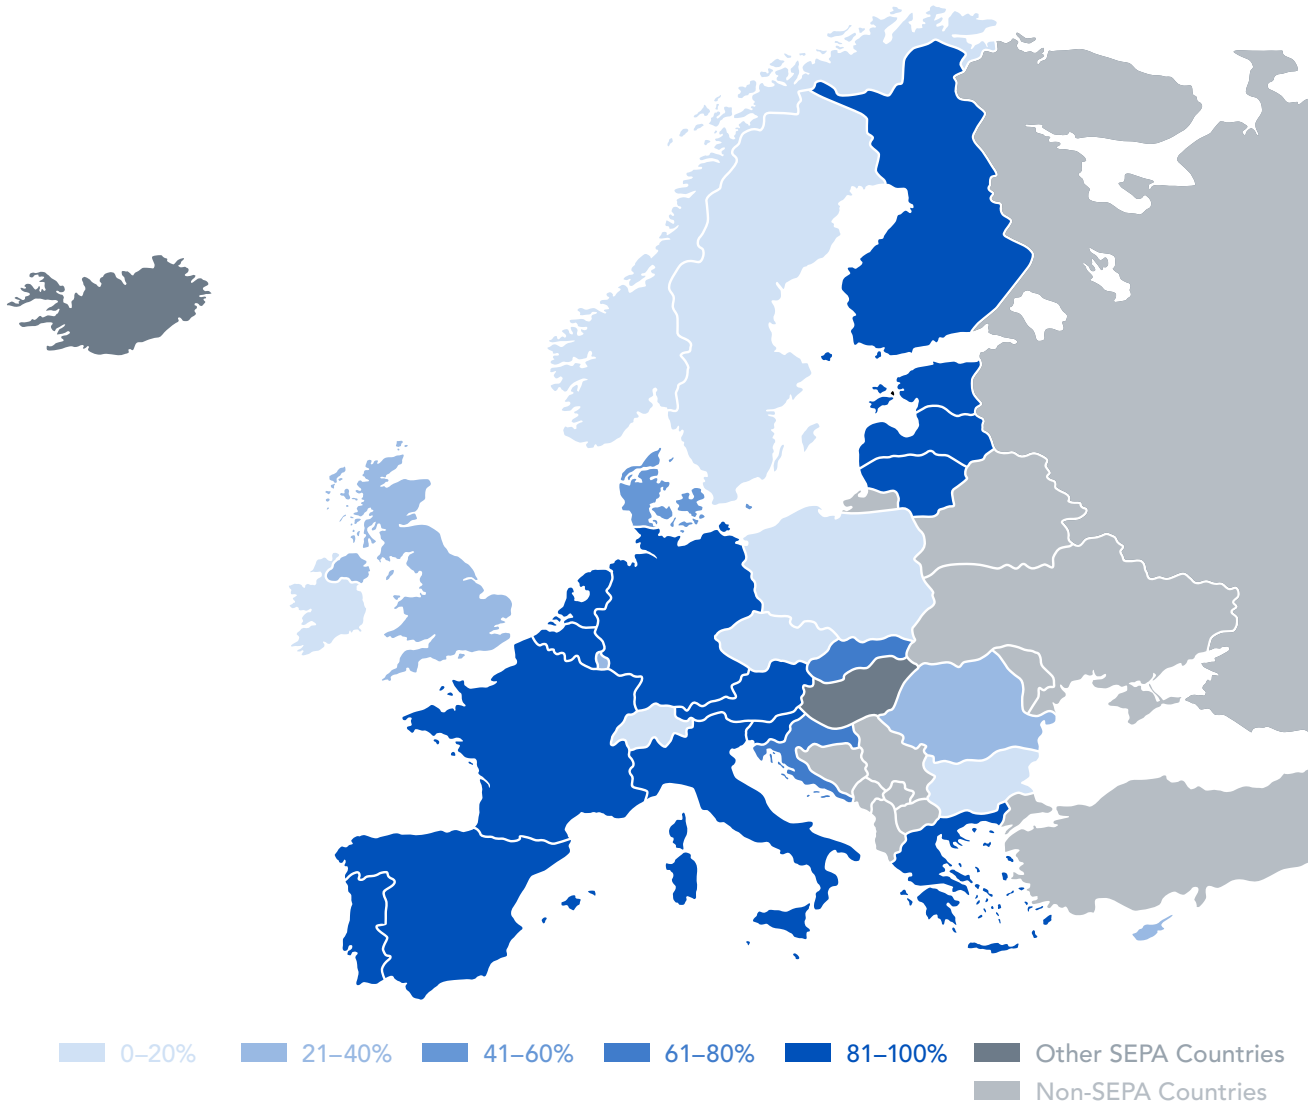 0–20% 21–40% 41–60% 61–80% 81–100% Other SEPA Countries
Non-SEPA Countries